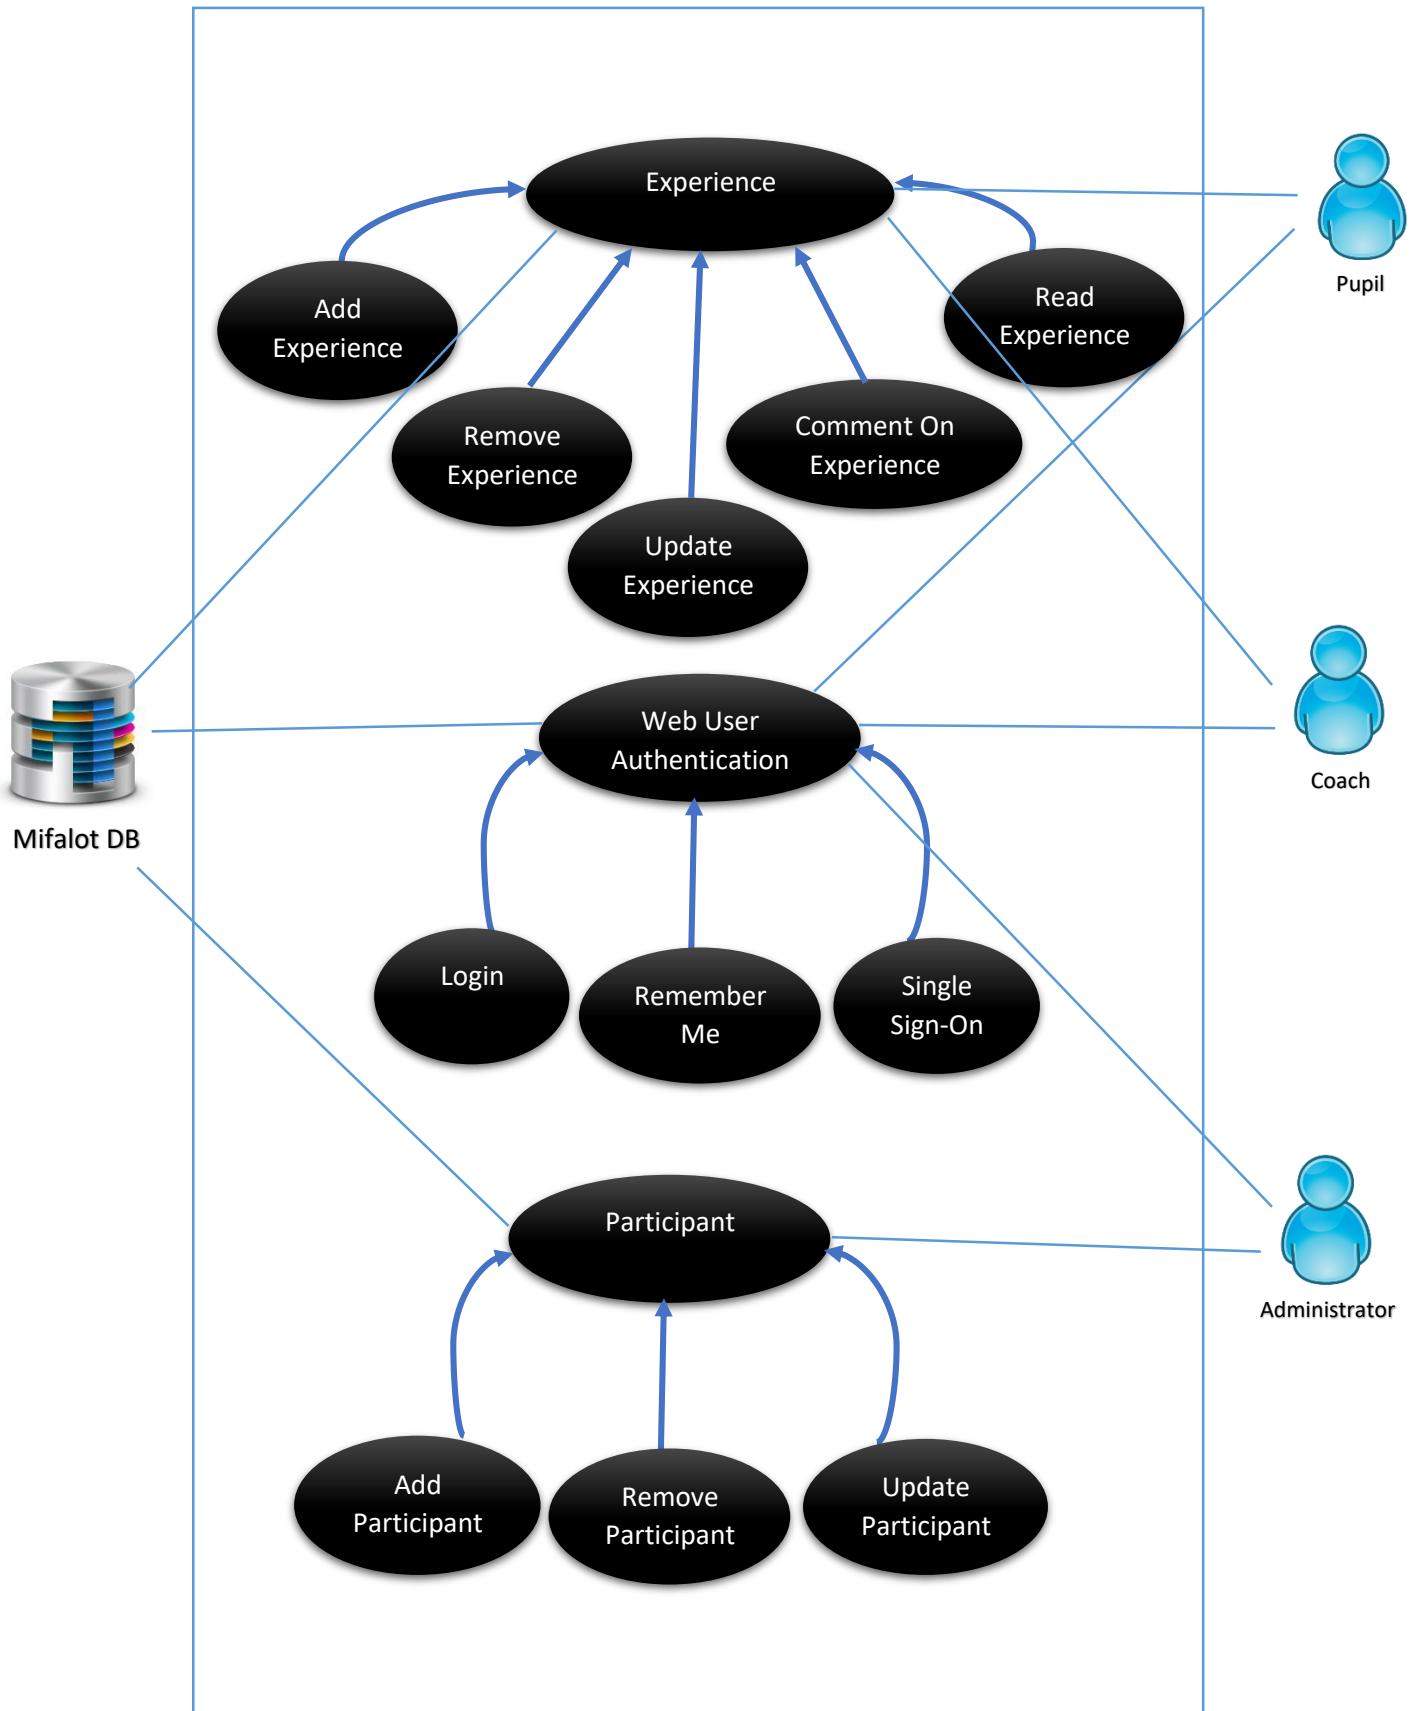 Experience
Pupil
Add
Experience
Read
Experience
Remove
Experience
Comment On
Experience
Update
Experience
Web User
Authentication
Coach
Mifalot DB
Login
Remember
Me
Single
Sign-On
Participant
Administrator
Add
Participant
Remove
Participant
Update
Participant